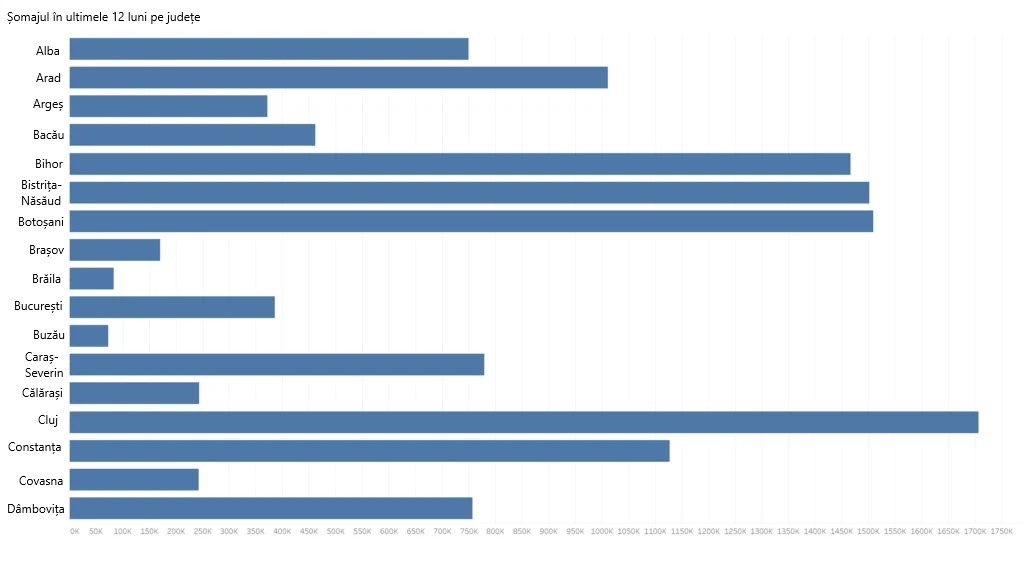 Șomajul în ultimele 12 luni pe județe
Alba
Arad
Argeș
Bacău
Bihor
Bistrița-
Năsăud
Botoșani
Brașov
Brăila
București
Buzău
Caraș-
Severin
Călărași
Cluj
Constanța
Covasna
Dâmbovița
0K 50K 100K 150K 200K 250K 300K 350K 400K 450K 500K 550K 600K 650K 700K 750K 800K 850K 900K 950K 1000K 1050K 1100K 1150K 1200K 1250K 1300K 1350K 1400K 1450K 1500K 1550K 1600K 1650K 1700K 1750K